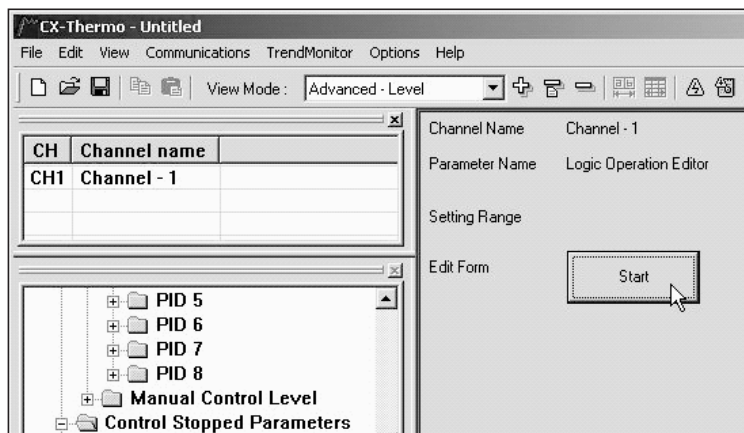 CX-Thermo - Untitled
File Edit View Communications TrendMonitor Options Help
View Mode : Advanced - Level
CH Channel name
CH1 Channel - 1
Channel Name Channel - 1
Parameter Name Logic Operation Editor
Setting Range
Edit Form Start
PID 5
PID 6
PID 7
PID 8
Manual Control Level
Control Stopped Parameters